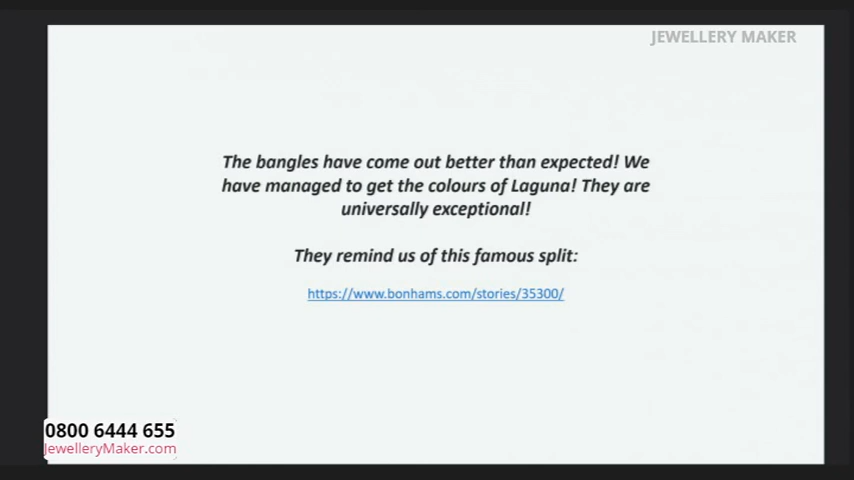 JEWELLERY MAKER
The bangles have come out better than expected! We
have managed to get the colours of Laguna! They are
universally exceptional!
They remind us of this famous split:
https://www.bonhams.com/stories/35300/
0800 6444 655
JewelleryMaker.com